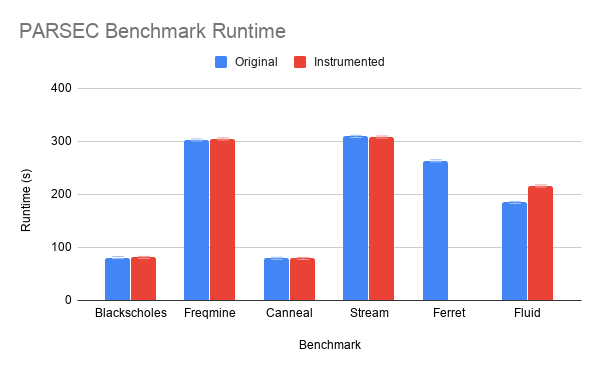 PARSEC Benchmark Runtime
Original Instrumented
400
300
200
100
0
Runtime (s)
Blackscholes Freqmine Canneal Stream Ferret Fluid
Benchmark